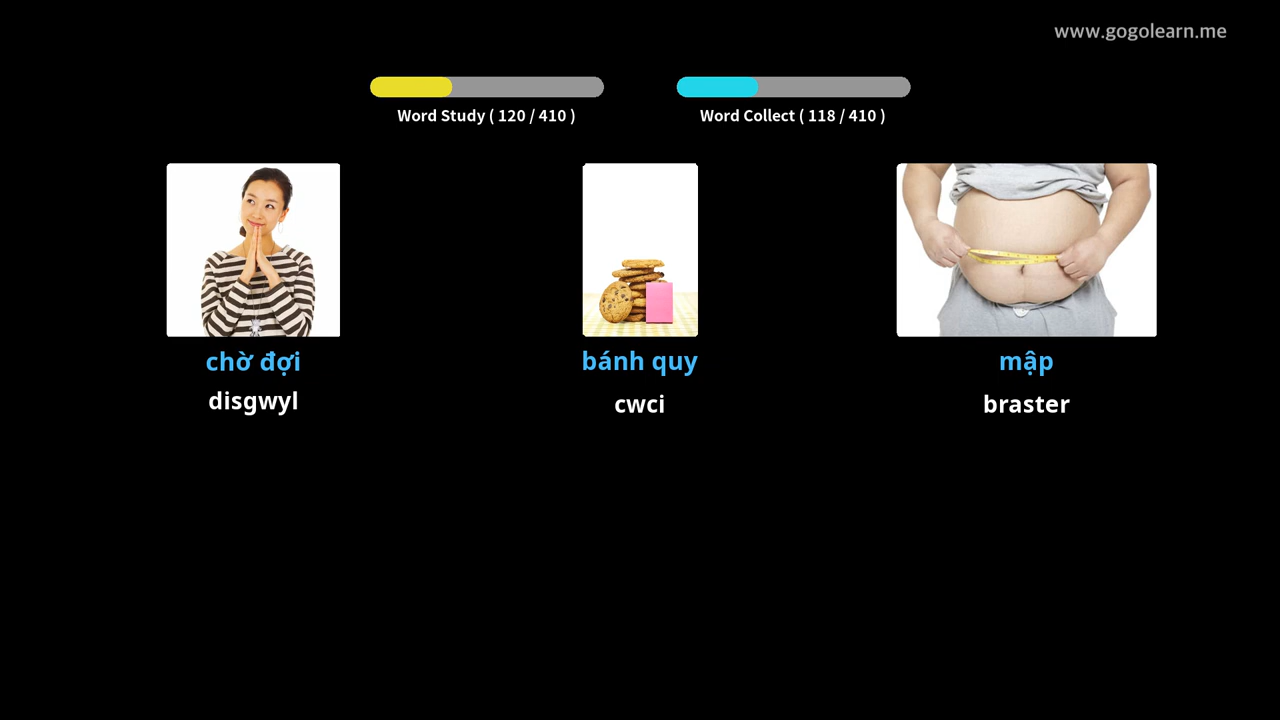 www.gogolearn.me
Word Study ( 120 / 410 )
Word Collect ( 118 / 410 )
chờ đợi
bánh quy
mập
disgwyl
cwci
braster